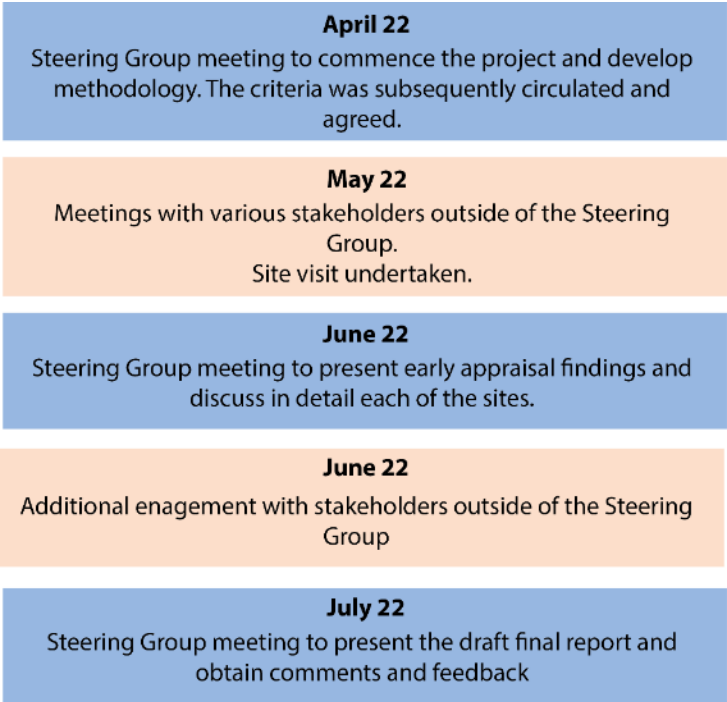 April 22
Steering Group meeting to commence the project and develop
methodology. The criteria was subsequently circulated and
agreed.
May 22
Meetings with various stakeholders outside of the Steering
Group.
Site visit undertaken.
June 22
Steering Group meeting to present early appraisal findings and
discuss in detail each of the sites.
June 22
Additional enagement with stakeholders outside of the Steering
Group
July 22
Steering Group meeting to present the draft final report and
obtain comments and feedback